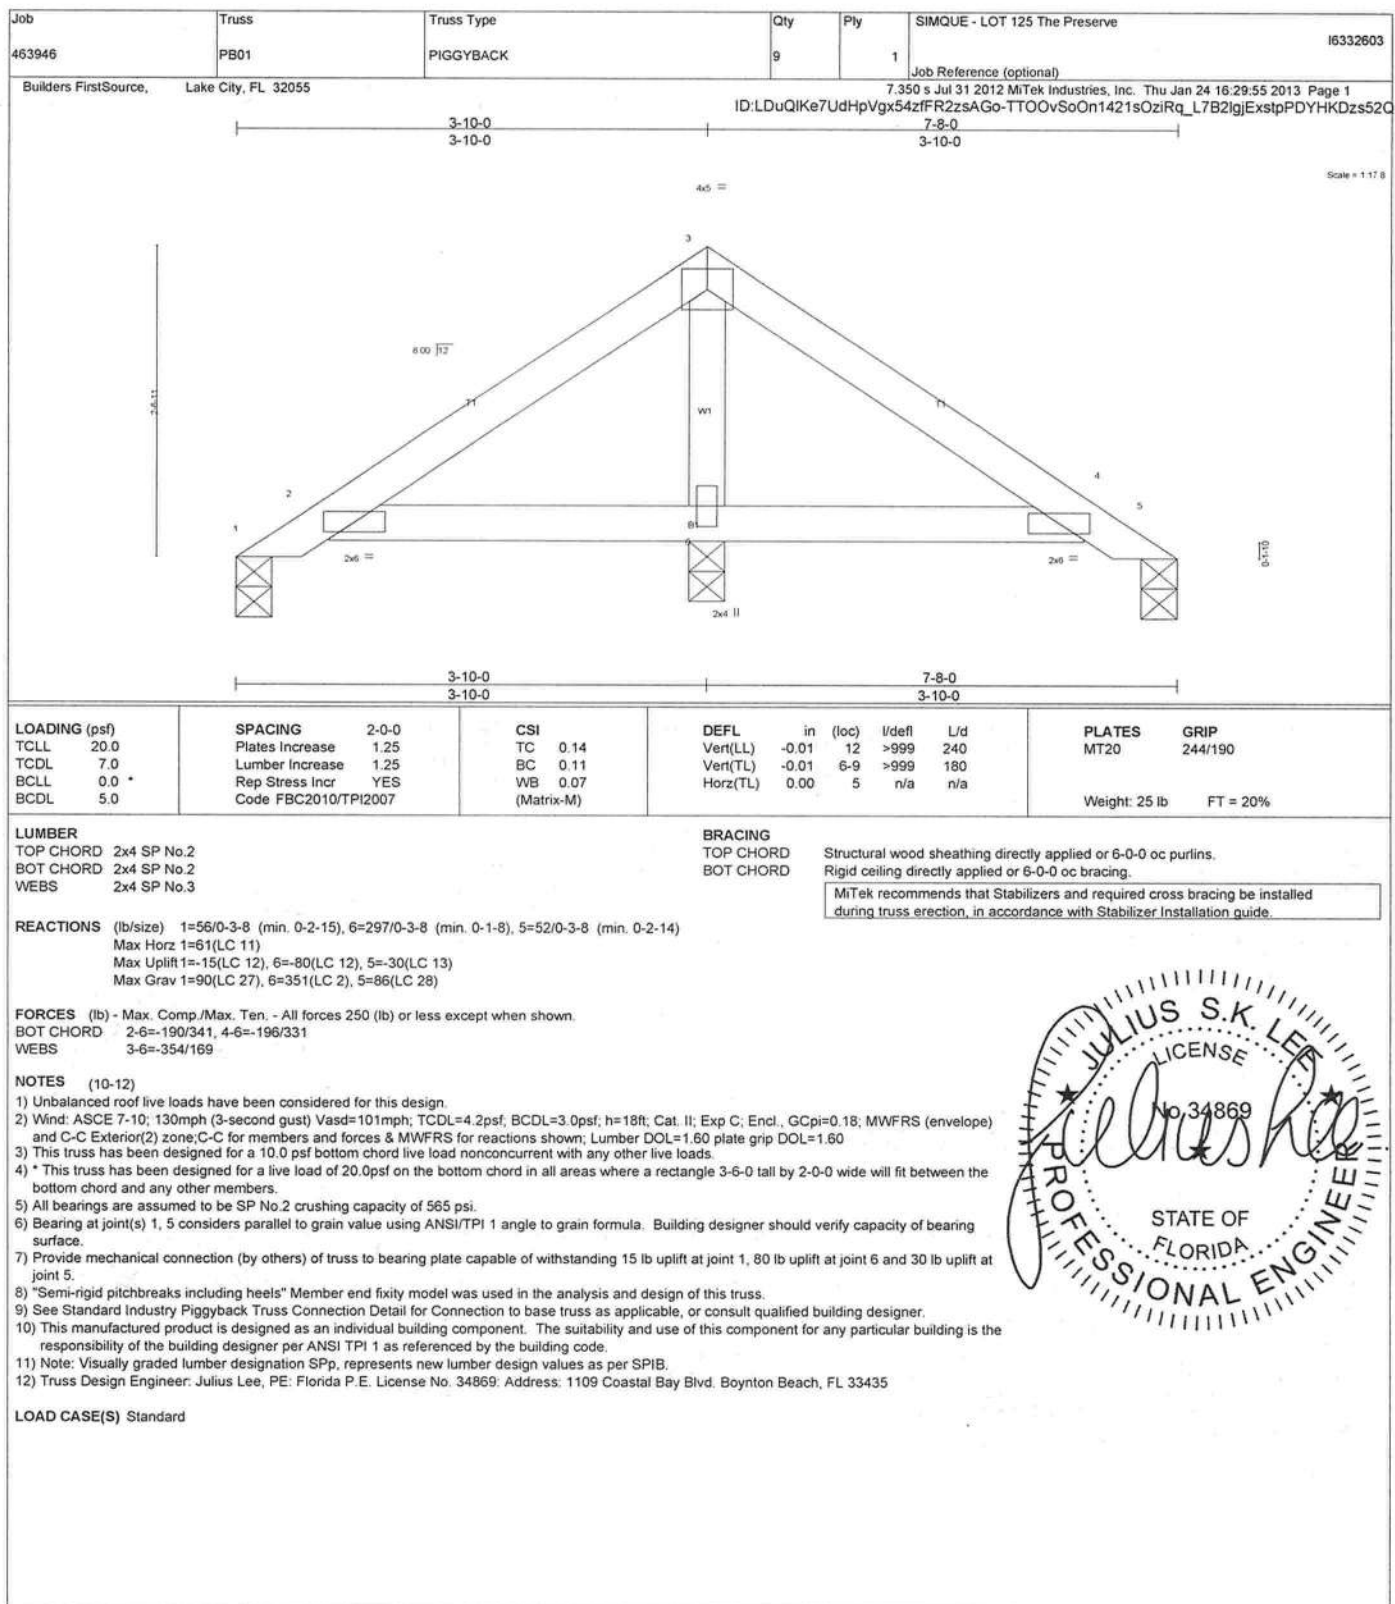 Job Truss Truss Type Qty Ply SIMQUE - LOT 125 The Preserve
I6332603
463946 PB01 PIGGYBACK 9 1
Job Reference (optional)
Builders FirstSource, Lake City, FL 32055 7.350 s Jul 31 2012 MiTek Industries, Inc. Thu Jan 24 16:29:55 2013 Page 1
ID:LDuQIKe7UdHpVgx54zfFR2zsAGo-TTOOvSoOn1421sOziRq_L7B2IgjExstpPDYHKDzs52Q
3-10-0 7-8-0
3-10-0 3-10-0
Scale = 1:17.8
4x5 =
3
6.00 12
2-6-11
T1 T1
W1
2 4
5
1
B1
6
2x6 = 2x6 =
0-1-10
2x4 II
3-10-0 7-8-0
3-10-0 3-10-0
LOADING (psf) SPACING 2-0-0 CSI DEFL in (loc) l/defl L/d PLATES GRIP
TCLL 20.0 Plates Increase 1.25 TC 0.14 Vert(LL) -0.01 12 >999 240 MT20 244/190
TCDL 7.0 Lumber Increase 1.25 BC 0.11 Vert(TL) -0.01 6-9 >999 180
BCLL 0.0 * Rep Stress Incr YES WB 0.07 Horz(TL) 0.00 5 n/a n/a
BCDL 5.0 Code FBC2010/TPI2007 (Matrix-M) Weight: 25 lb FT = 20%
LUMBER
TOP CHORD 2x4 SP No.2
BOT CHORD 2x4 SP No.2
WEBS 2x4 SP No.3
BRACING
TOP CHORD Structural wood sheathing directly applied or 6-0-0 oc purlins.
BOT CHORD Rigid ceiling directly applied or 6-0-0 oc bracing.
MiTek recommends that Stabilizers and required cross bracing be installed
during truss erection, in accordance with Stabilizer Installation guide.
REACTIONS (lb/size) 1=56/0-3-8 (min. 0-2-15), 6=297/0-3-8 (min. 0-1-8), 5=52/0-3-8 (min. 0-2-14)
Max Horz 1=61(LC 11)
Max Uplift1=-15(LC 12), 6=-80(LC 12), 5=-30(LC 13)
Max Grav 1=90(LC 27), 6=351(LC 2), 5=86(LC 28)
FORCES (lb) - Max. Comp./Max. Ten. - All forces 250 (lb) or less except when shown.
BOT CHORD 2-6=-190/341, 4-6=-196/331
WEBS 3-6=-354/169
NOTES (10-12)
1) Unbalanced roof live loads have been considered for this design.
2) Wind: ASCE 7-10; 130mph (3-second gust) Vasd=101mph; TCDL=4.2psf; BCDL=3.0psf; h=18ft; Cat. II; Exp C; Encl., GCpi=0.18; MWFRS (envelope)
and C-C Exterior(2) zone;C-C for members and forces & MWFRS for reactions shown; Lumber DOL=1.60 plate grip DOL=1.60
3) This truss has been designed for a 10.0 psf bottom chord live load nonconcurrent with any other live loads.
4) * This truss has been designed for a live load of 20.0psf on the bottom chord in all areas where a rectangle 3-6-0 tall by 2-0-0 wide will fit between the
bottom chord and any other members.
5) All bearings are assumed to be SP No.2 crushing capacity of 565 psi.
6) Bearing at joint(s) 1, 5 considers parallel to grain value using ANSI/TPI 1 angle to grain formula. Building designer should verify capacity of bearing
surface.
7) Provide mechanical connection (by others) of truss to bearing plate capable of withstanding 15 lb uplift at joint 1, 80 lb uplift at joint 6 and 30 lb uplift at
joint 5.
8) "Semi-rigid pitchbreaks including heels" Member end fixity model was used in the analysis and design of this truss.
9) See Standard Industry Piggyback Truss Connection Detail for Connection to base truss as applicable, or consult qualified building designer.
10) This manufactured product is designed as an individual building component. The suitability and use of this component for any particular building is the
responsibility of the building designer per ANSI TPI 1 as referenced by the building code.
11) Note: Visually graded lumber designation SPp, represents new lumber design values as per SPIB.
12) Truss Design Engineer: Julius Lee, PE: Florida P.E. License No. 34869: Address: 1109 Coastal Bay Blvd. Boynton Beach, FL 33435
LOAD CASE(S) Standard
JULIUS S.K. LEE
LICENSE
No.34869
Julius Lee
STATE OF
FLORIDA
PROFESSIONAL ENGINEER